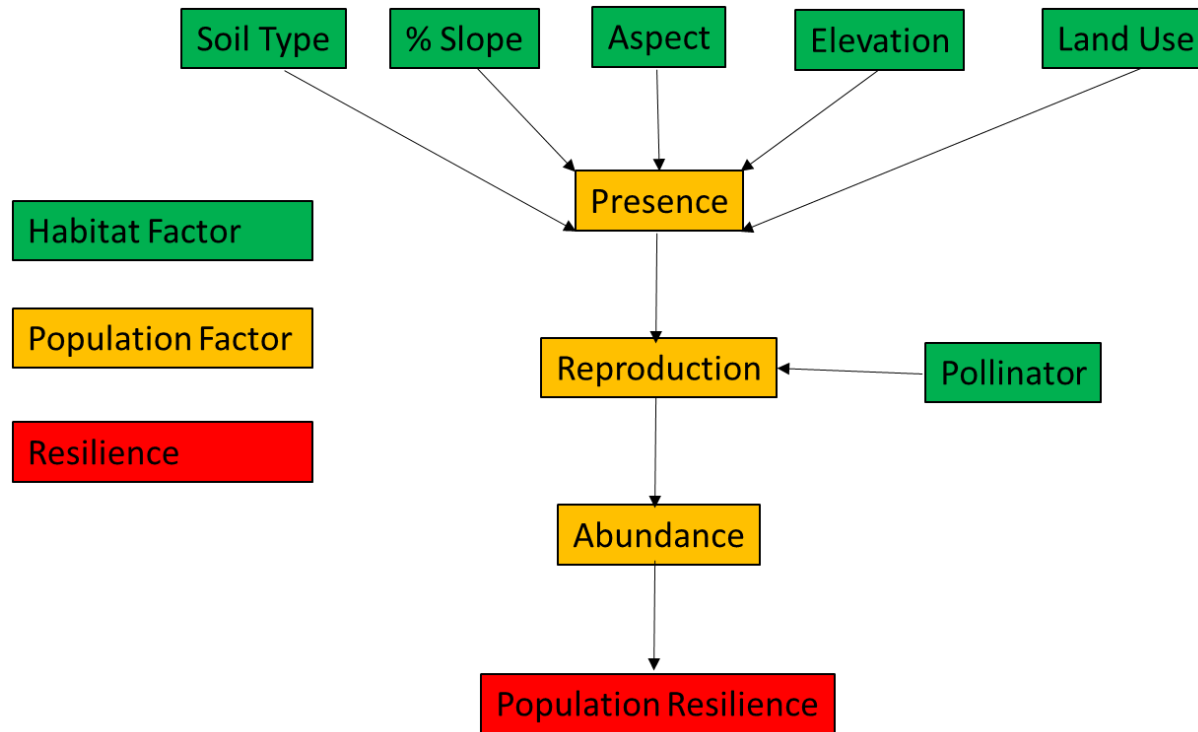 Soil Type
% Slope
Aspect
Elevation
Land Use
Presence
Habitat Factor
Population Factor
Reproduction
Pollinator
Resilience
Abundance
Population Resilience